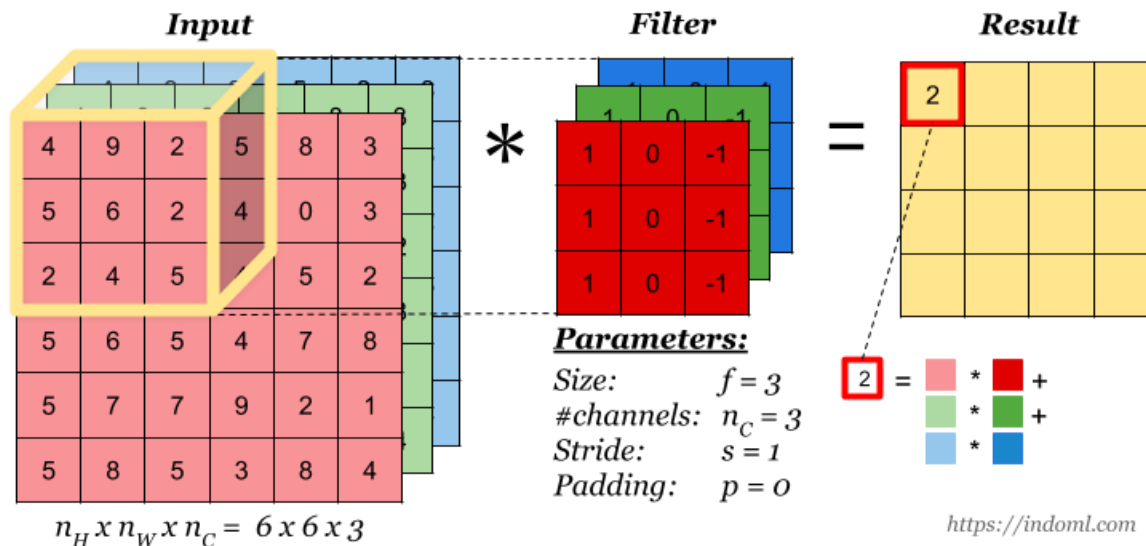 Input
Filter
Result
4 9 2 5 8 3
5 6 2 4 0 3
2 4 5 5 2
5 6 5 4 7 8
5 7 7 9 2 1
5 8 5 3 8 4
n_H x n_W x n_C = 6 x 6 x 3
*
1 0 -1
1 0 -1
1 0 -1
1 0 -1
=
2
Parameters:
Size: f = 3
#channels: n_C = 3
Stride: s = 1
Padding: p = 0
2 = * +
* +
*
https://indoml.com